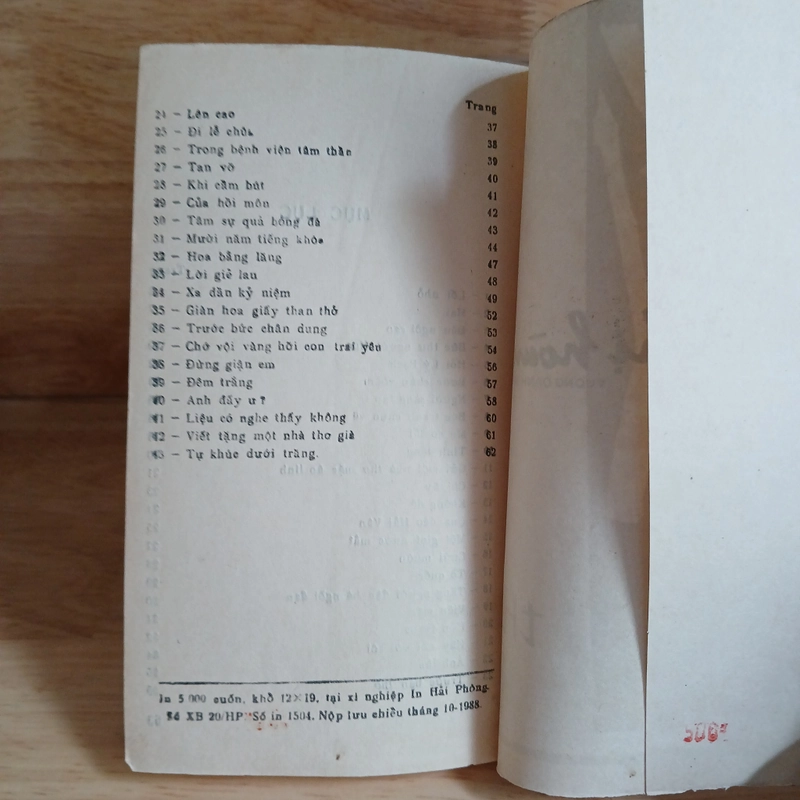 Trang
24 — Lên cao 37
25 — Đi lễ chùa 38
26 — Trong bệnh viện tâm thần 39
27 — Tan vỡ 40
28 — Khi cầm bút 41
29 — Của hồi môn 42
30 — Tâm sự quả bóng đá 43
31 — Mười năm tiếng khóc 44
32 — Hoa bằng lăng 47
33 — Lời giẻ lau 48
34 — Xa dần kỷ niệm 49
35 — Giàn hoa giấy than thở 52
36 — Trước bức chân dung 53
37 — Chớ vội vàng hỡi con trai yêu 54
38 — Đừng giận em 56
39 — Đêm trắng 57
40 — Anh đấy ư? 58
41 — Liệu có nghe thấy không 60
42 — Viết tặng một nhà thơ già 61
43 — Tự khúc dưới trăng. 62
In 5 000 cuốn, khổ 12×19, tại xí nghiệp In Hải Phòng.
Số XB 20/HP Số in 1504. Nộp lưu chiểu tháng 10-1988.